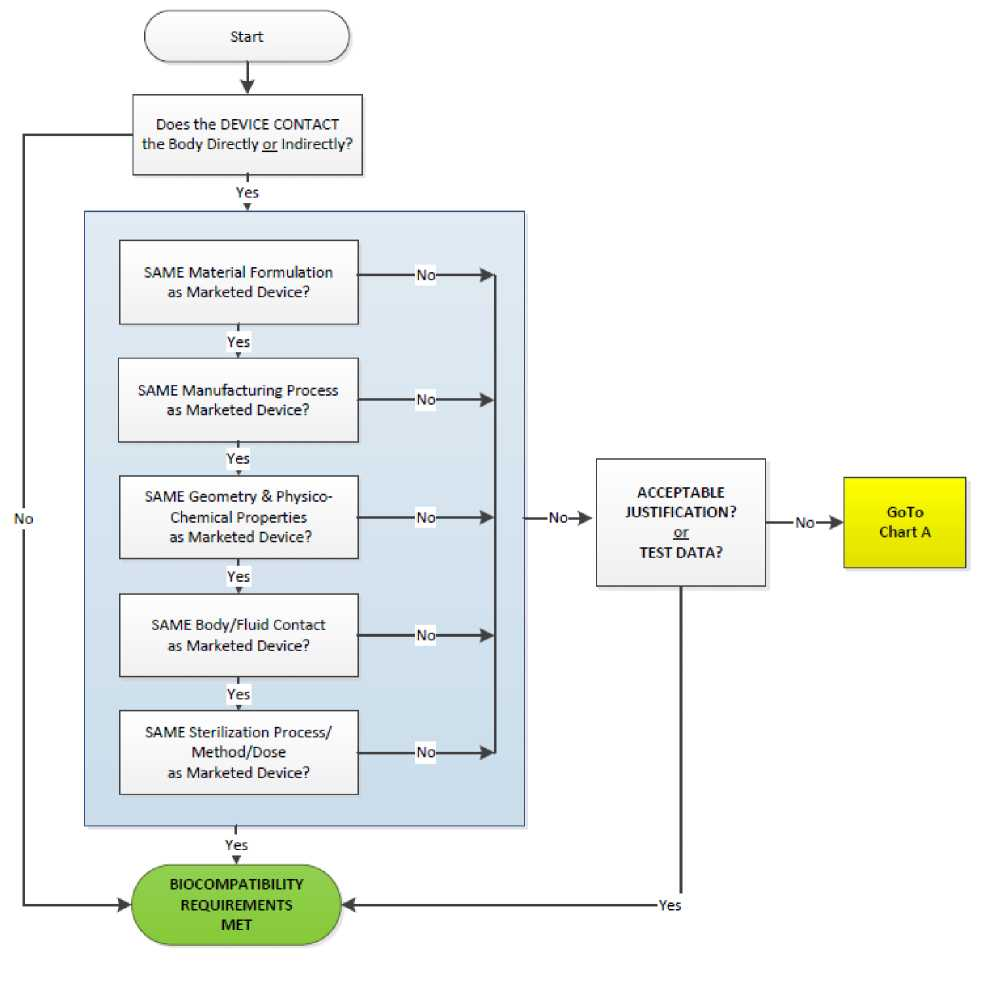 Start
Does the DEVICE CONTACT
the Body Directly or Indirectly?
Yes
SAME Material Formulation
as Marketed Device?
No
Yes
SAME Manufacturing Process
as Marketed Device?
No
Yes
SAME Geometry & Physico-
Chemical Properties
as Marketed Device?
No
Yes
SAME Body/Fluid Contact
as Marketed Device?
No
Yes
SAME Sterilization Process/
Method/Dose
as Marketed Device?
No
No
No
ACCEPTABLE
JUSTIFICATION?
or
TEST DATA?
No
GoTo
Chart A
Yes
Yes
BIOCOMPATIBILITY
REQUIREMENTS
MET